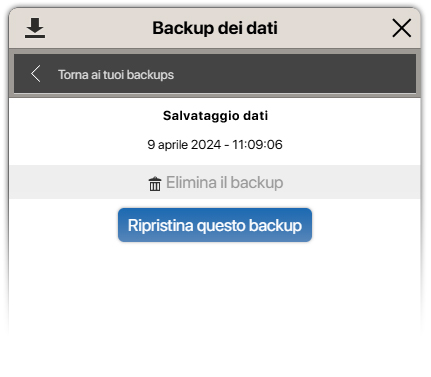 Backup dei dati
Torna ai tuoi backups
Salvataggio dati
9 aprile 2024 - 11:09:06
Elimina il backup
Ripristina questo backup